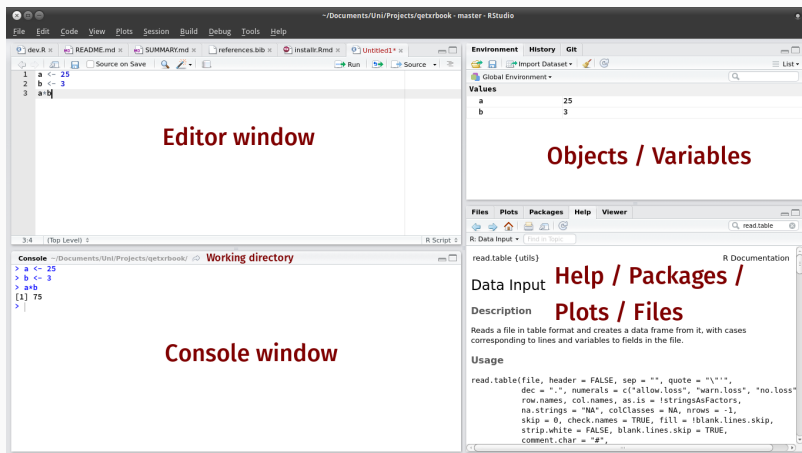 ~/Documents/Uni/Projects/qetxrbook - master - RStudio
File Edit Code View Plots Session Build Debug Tools Help
dev.R × README.md × SUMMARY.md × references.bib × installr.Rmd × Untitled1* ×
Source on Save Run Source
1 a <- 25
2 b <- 3
3 a*b
Editor window
3:4 (Top Level) R Script
Console ~/Documents/Uni/Projects/qetxrbook/ Working directory
> a <- 25
> b <- 3
> a*b
[1] 75
>
Console window
Environment History Git
Import Dataset List
Global Environment
Values
a 25
b 3
Objects / Variables
Files Plots Packages Help Viewer
read.table
R: Data Input Find in Topic
read.table {utils} R Documentation
Data Input
Help / Packages /
Plots / Files
Description
Reads a file in table format and creates a data frame from it, with cases
corresponding to lines and variables to fields in the file.
Usage
read.table(file, header = FALSE, sep = "", quote = "\"'",
dec = ".", numerals = c("allow.loss", "warn.loss", "no.loss"
row.names, col.names, as.is = !stringsAsFactors,
na.strings = "NA", colClasses = NA, nrows = -1,
skip = 0, check.names = TRUE, fill = !blank.lines.skip,
strip.white = FALSE, blank.lines.skip = TRUE,
comment.char = "#",